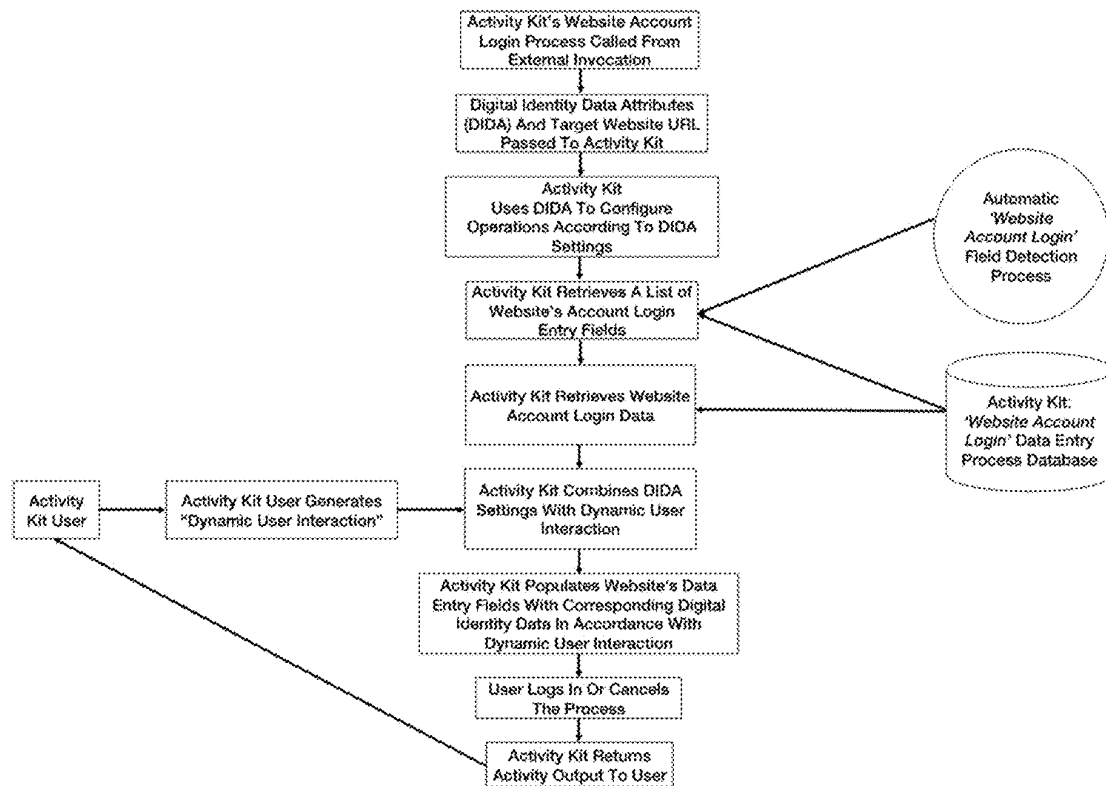 Activity Kit's Website Account
Login Process Called From
External Invocation
Digital Identity Data Attributes
(DIDA) And Target Website URL
Passed To Activity Kit
Activity Kit
Uses DIDA To Configure
Operations According To DIDA
Settings
Automatic
'Website
Account Login'
Field Detection
Process
Activity Kit Retrieves A List of
Website's Account Login
Entry Fields
Activity Kit Retrieves Website
Account Login Data
Activity Kit:
'Website Account
Login' Data Entry
Process Database
Activity
Kit User
Activity Kit User Generates
"Dynamic User Interaction"
Activity Kit Combines DIDA
Settings With Dynamic User
Interaction
Activity Kit Populates Website's Data
Entry Fields With Corresponding Digital
Identity Data In Accordance With
Dynamic User Interaction
User Logs In Or Cancels
The Process
Activity Kit Returns
Activity Output To User